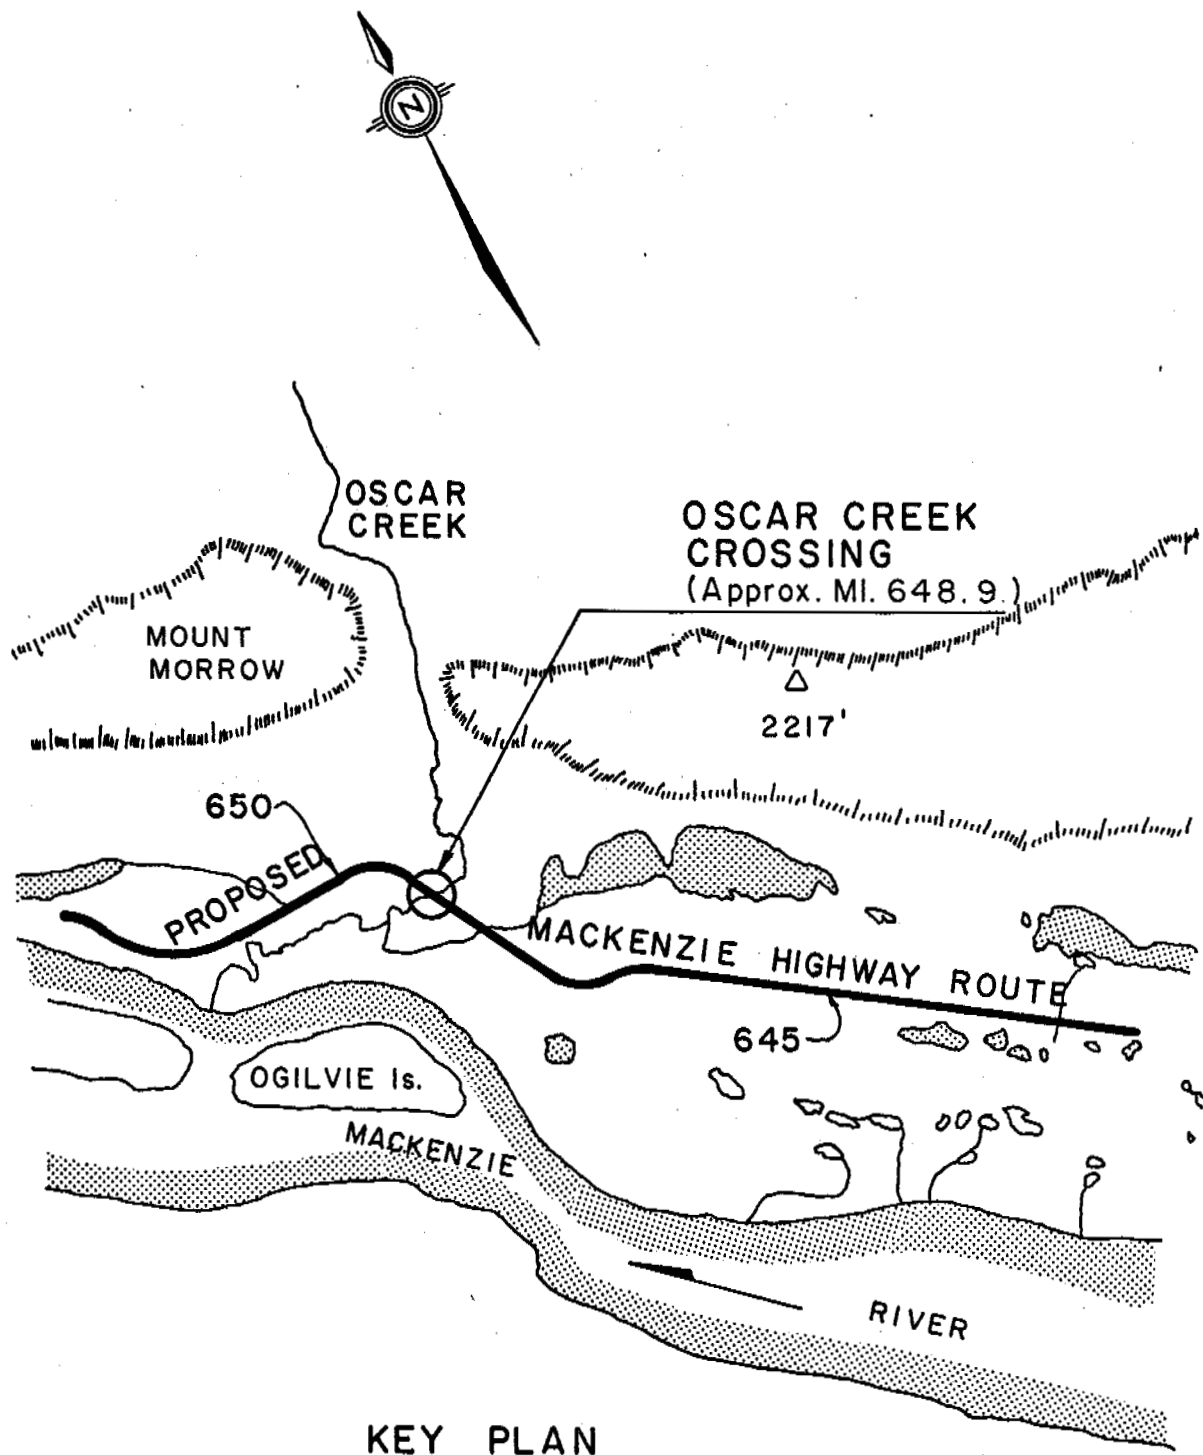 N
OSCAR
CREEK
OSCAR CREEK
CROSSING
(Approx. MI. 648.9)
MOUNT
MORROW
2217'
650
PROPOSED
MACKENZIE HIGHWAY ROUTE
645
OGILVIE Is.
MACKENZIE
RIVER
KEY PLAN